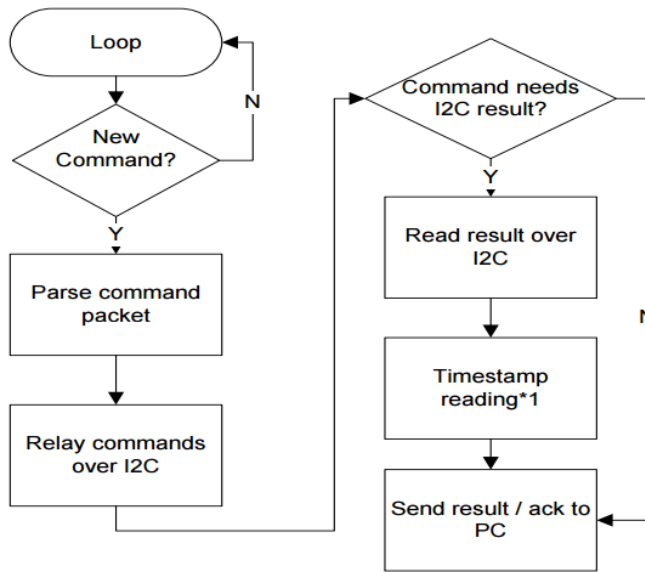 Loop
N
New
Command?
Y
Parse command
packet
Relay commands
over I2C
Command needs
I2C result?
Y
Read result over
I2C
N
Timestamp
reading*1
Send result / ack to
PC